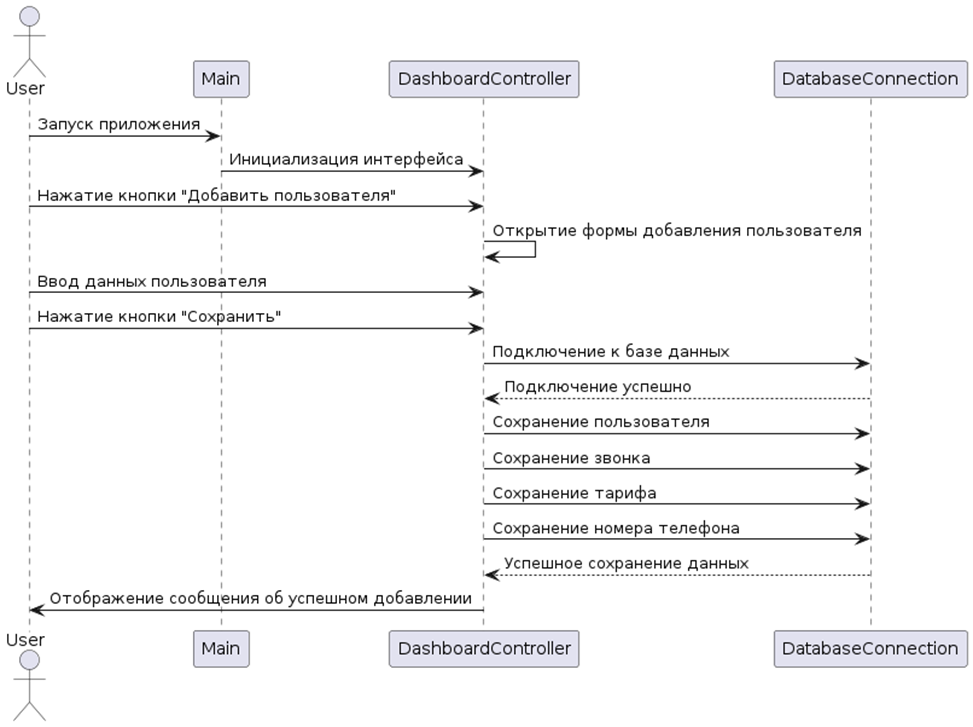 User
Main
DashboardController
DatabaseConnection
Запуск приложения
Инициализация интерфейса
Нажатие кнопки "Добавить пользователя"
Открытие формы добавления пользователя
Ввод данных пользователя
Нажатие кнопки "Сохранить"
Подключение к базе данных
Подключение успешно
Сохранение пользователя
Сохранение звонка
Сохранение тарифа
Сохранение номера телефона
Успешное сохранение данных
Отображение сообщения об успешном добавлении
User
Main
DashboardController
DatabaseConnection